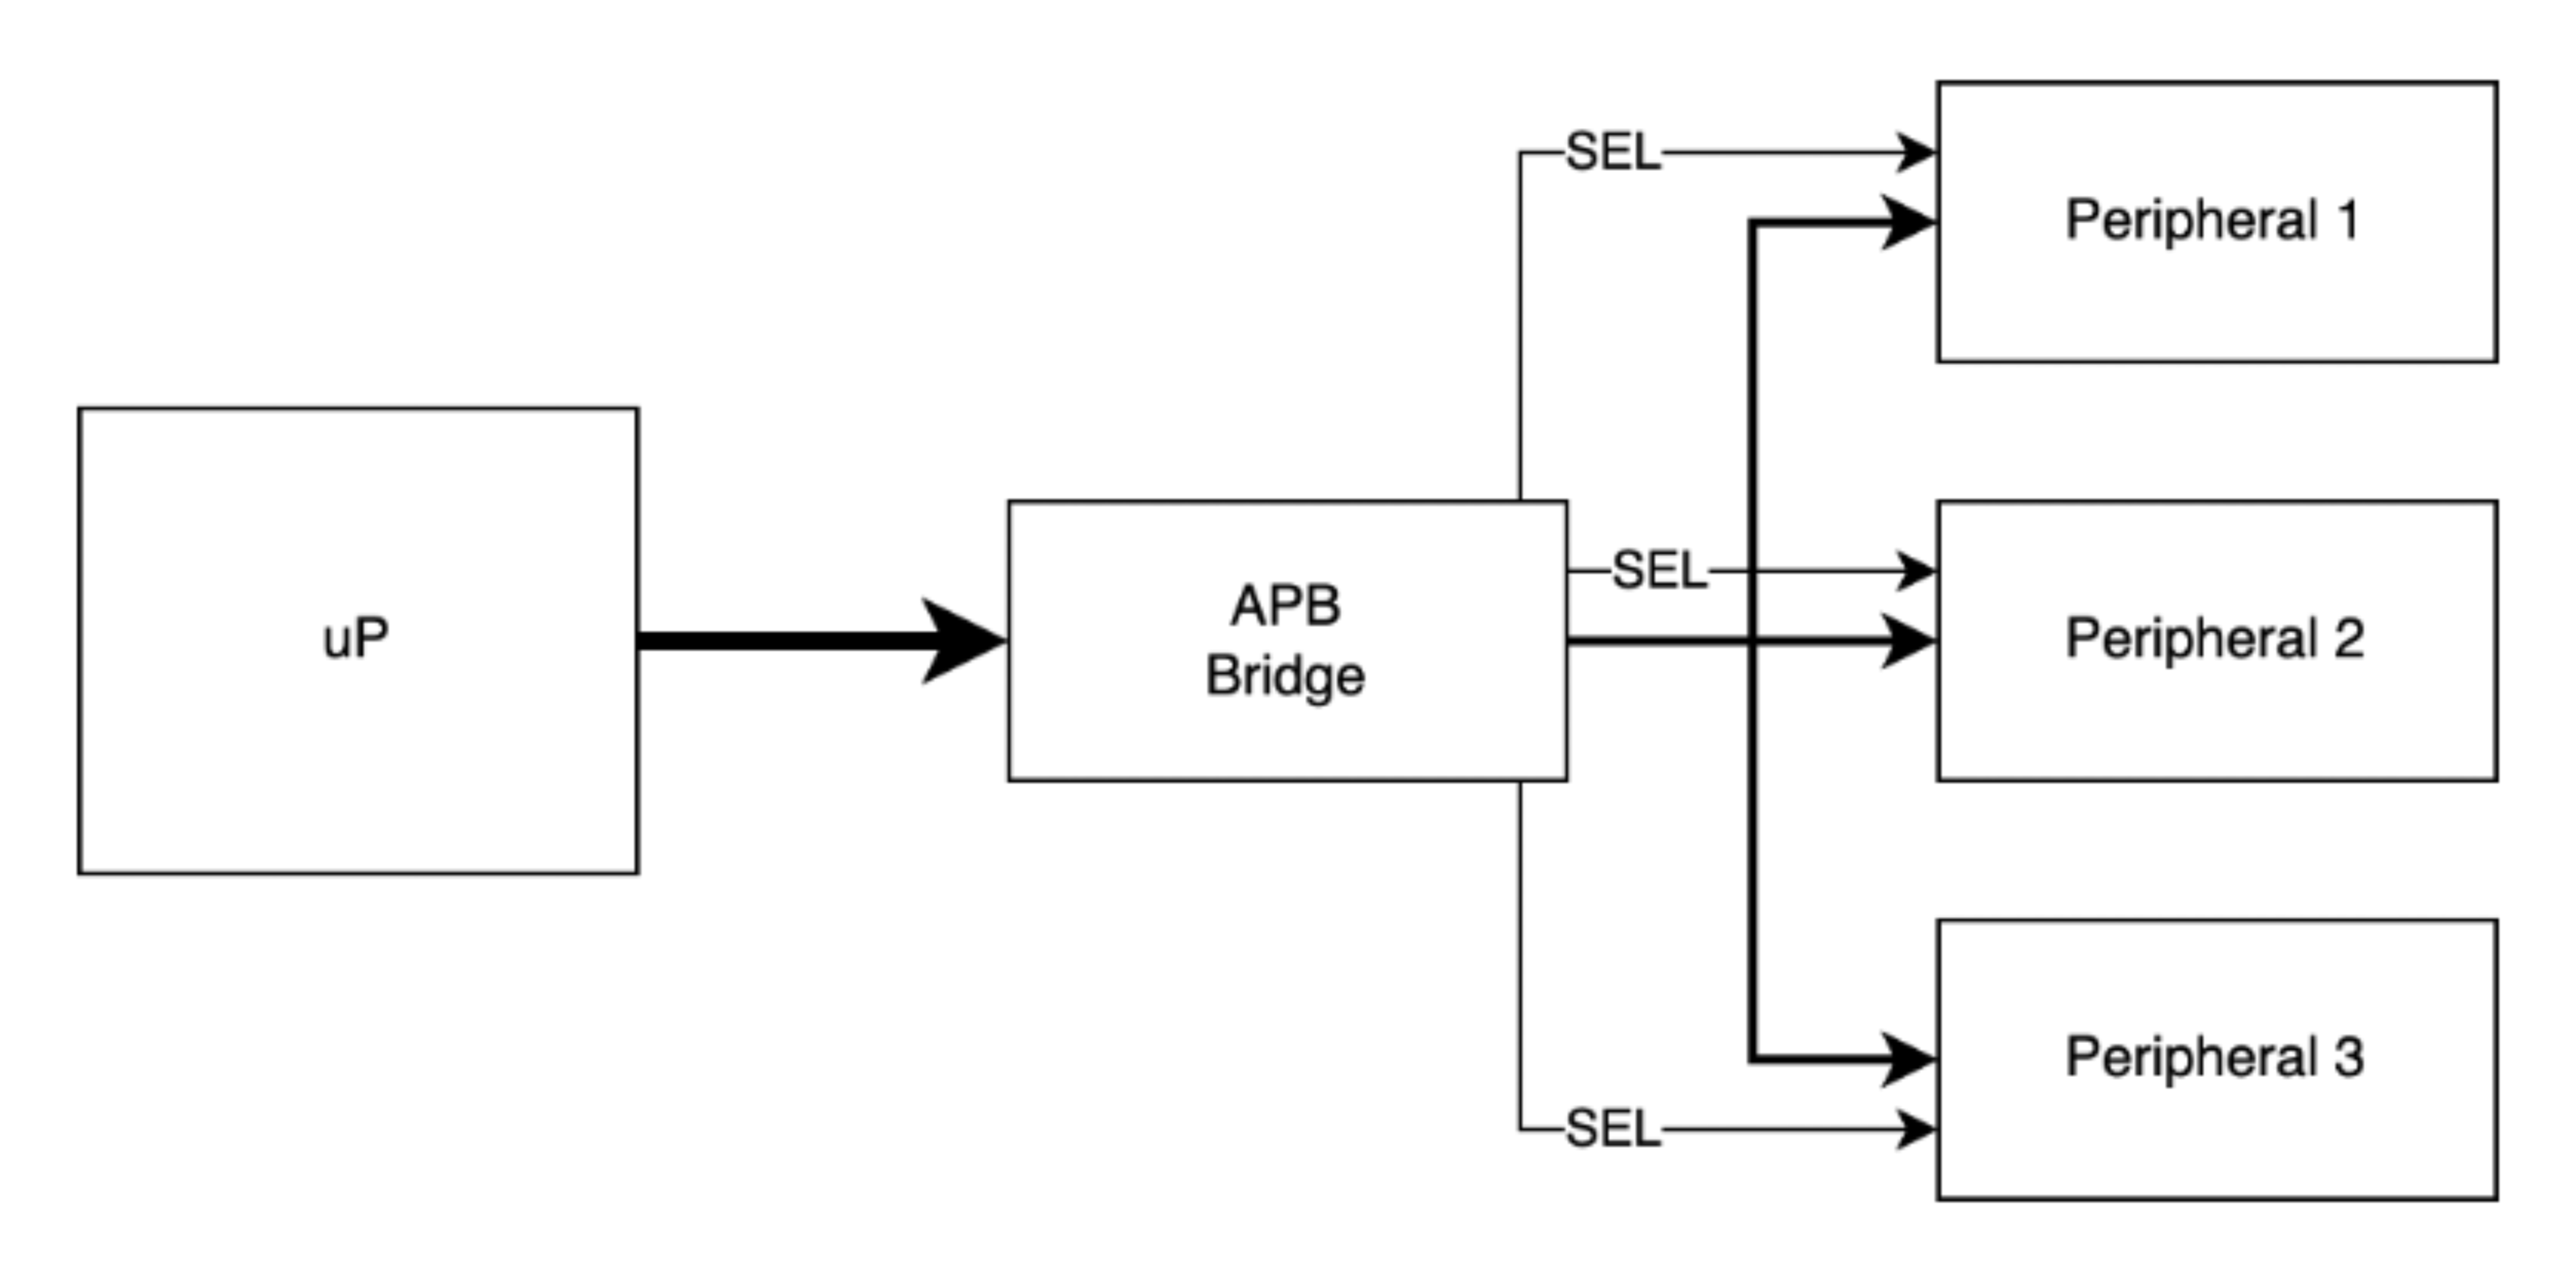 SEL
Peripheral 1
uP
APB
Bridge
SEL
Peripheral 2
Peripheral 3
SEL